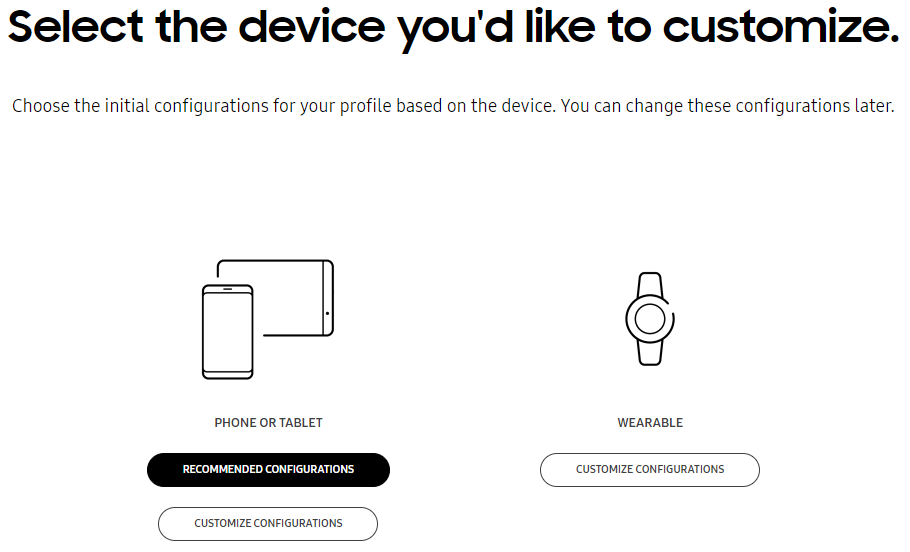 Select the device you'd like to customize.
Choose the initial configurations for your profile based on the device. You can change these configurations later.
PHONE OR TABLET
RECOMMENDED CONFIGURATIONS
CUSTOMIZE CONFIGURATIONS
WEARABLE
CUSTOMIZE CONFIGURATIONS